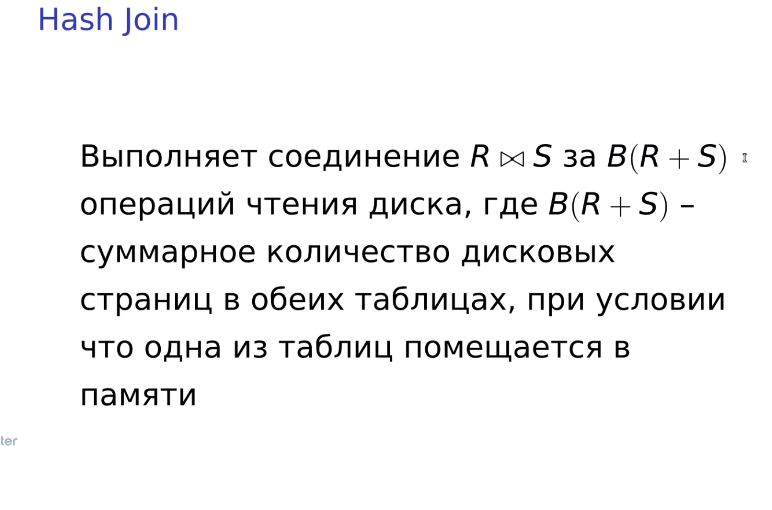 Hash Join
Выполняет соединение R ⋈ S за B(R + S)
операций чтения диска, где B(R + S) –
суммарное количество дисковых
страниц в обеих таблицах, при условии
что одна из таблиц помещается в
памяти
ter